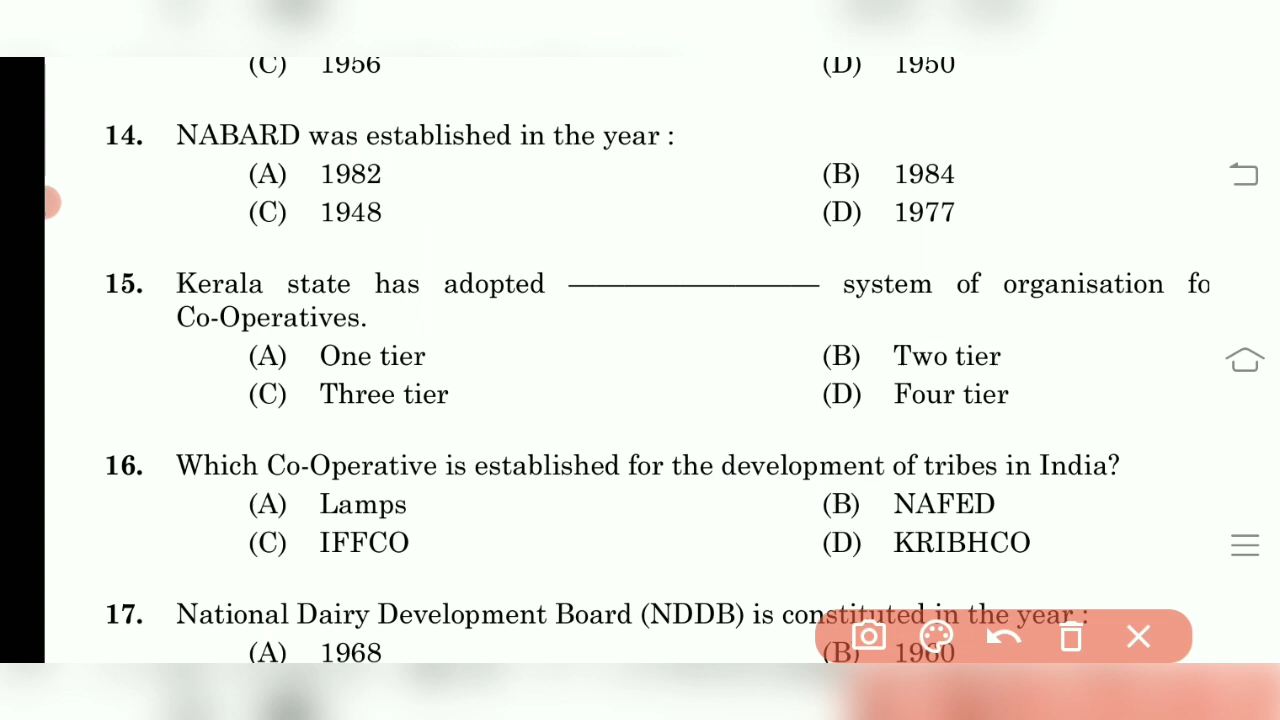 (C) 1956 (D) 1950
14. NABARD was established in the year :
(A) 1982 (B) 1984
(C) 1948 (D) 1977
15. Kerala state has adopted ———————— system of organisation fo
Co-Operatives.
(A) One tier (B) Two tier
(C) Three tier (D) Four tier
16. Which Co-Operative is established for the development of tribes in India?
(A) Lamps (B) NAFED
(C) IFFCO (D) KRIBHCO
17. National Dairy Development Board (NDDB) is constituted in the year :
(A) 1968 (B) 1960